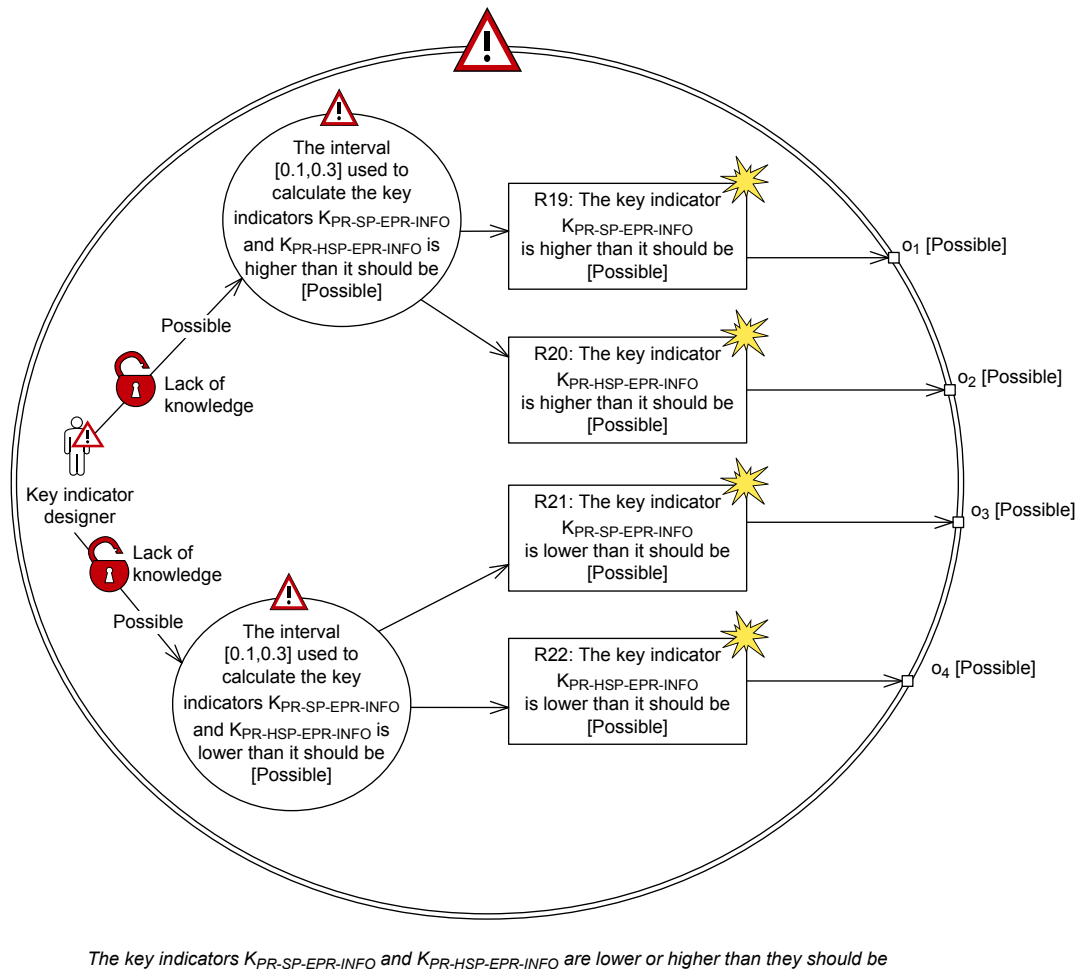 The interval
[0.1,0.3] used to
calculate the key
indicators KPR-SP-EPR-INFO
and KPR-HSP-EPR-INFO is
higher than it should be
[Possible]
R19: The key indicator
KPR-SP-EPR-INFO
is higher than it should be
[Possible]
o1 [Possible]
Possible
Lack of
knowledge
R20: The key indicator
KPR-HSP-EPR-INFO
is higher than it should be
[Possible]
o2 [Possible]
Key indicator
designer
Lack of
knowledge
Possible
R21: The key indicator
KPR-SP-EPR-INFO
is lower than it should be
[Possible]
o3 [Possible]
The interval
[0.1,0.3] used to
calculate the key
indicators KPR-SP-EPR-INFO
and KPR-HSP-EPR-INFO is
lower than it should be
[Possible]
R22: The key indicator
KPR-HSP-EPR-INFO
is lower than it should be
[Possible]
o4 [Possible]
The key indicators KPR-SP-EPR-INFO and KPR-HSP-EPR-INFO are lower or higher than they should be